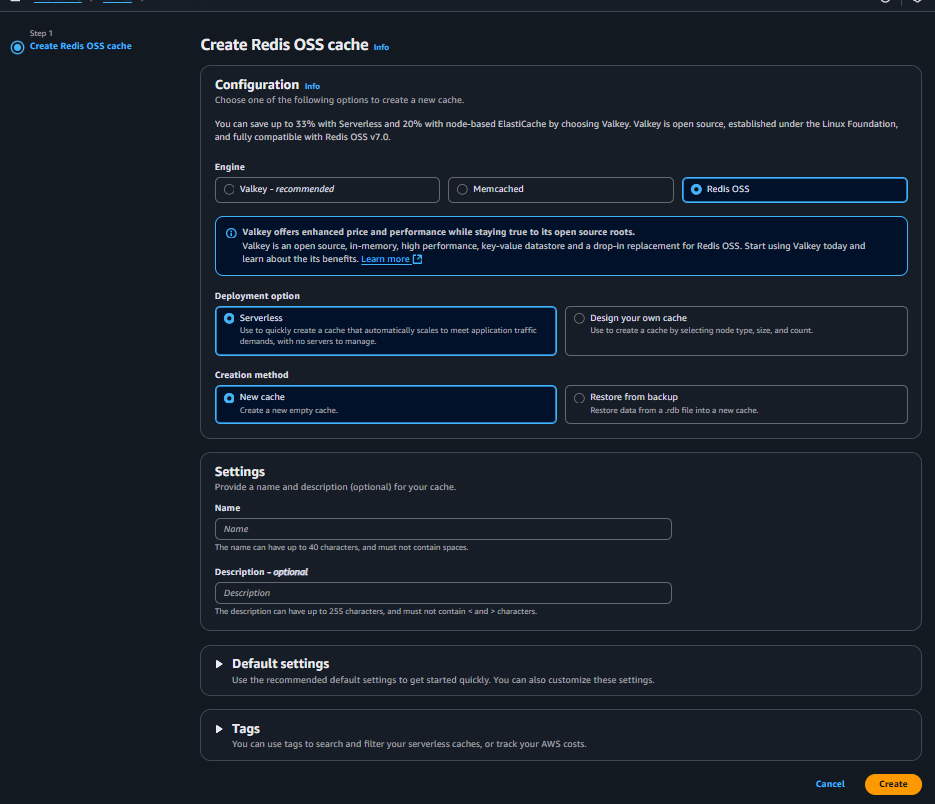 Step 1
Create Redis OSS cache
Create Redis OSS cache Info
Configuration Info
Choose one of the following options to create a new cache.
You can save up to 33% with Serverless and 20% with node-based ElastiCache by choosing Valkey. Valkey is open source, established under the Linux Foundation,
and fully compatible with Redis OSS v7.0.
Engine
Valkey - recommended
Memcached
Redis OSS
Valkey offers enhanced price and performance while staying true to its open source roots.
Valkey is an open source, in-memory, high performance, key-value datastore and a drop-in replacement for Redis OSS. Start using Valkey today and
learn about the its benefits. Learn more
Deployment option
Serverless
Use to quickly create a cache that automatically scales to meet application traffic
demands, with no servers to manage.
Design your own cache
Use to create a cache by selecting node type, size, and count.
Creation method
New cache
Create a new empty cache.
Restore from backup
Restore data from a .rdb file into a new cache.
Settings
Provide a name and description (optional) for your cache.
Name
Name
The name can have up to 40 characters, and must not contain spaces.
Description - optional
Description
The description can have up to 255 characters, and must not contain < and > characters.
Default settings
Use the recommended default settings to get started quickly. You can also customize these settings.
Tags
You can use tags to search and filter your serverless caches, or track your AWS costs.
Cancel
Create